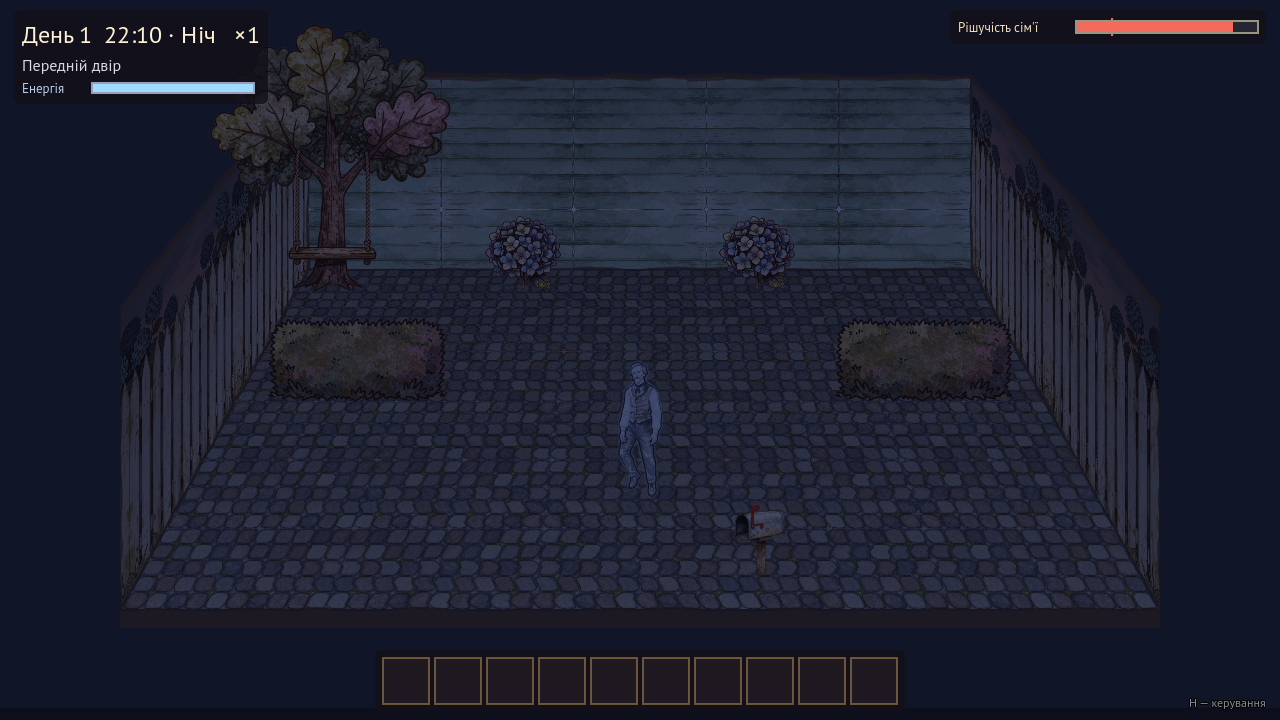 День 1 22:10 · Ніч ×1
Передній двір
Енергія
Рішучість сім'ї
H — керування